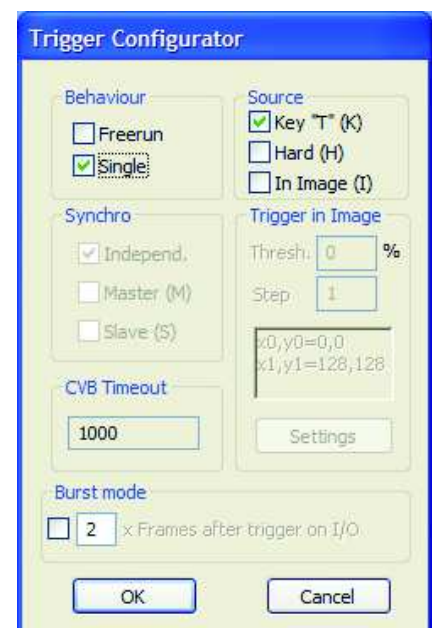 Trigger Configurator
Behaviour
Freerun
Single
Source
Key "T" (K)
Hard (H)
In Image (I)
Synchro
Independ.
Master (M)
Slave (S)
Trigger in Image
Thresh. 0 %
Step 1
x0,y0=0,0
x1,y1=128,128
Settings
CVB Timeout
1000
Burst mode
2 x Frames after trigger on I/O
OK
Cancel